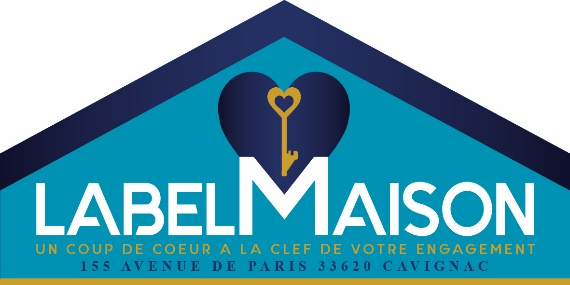 LABELMAISON
UN COUP DE COEUR A LA CLEF DE VOTRE ENGAGEMENT
155 AVENUE DE PARIS 33620 CAVIGNAC